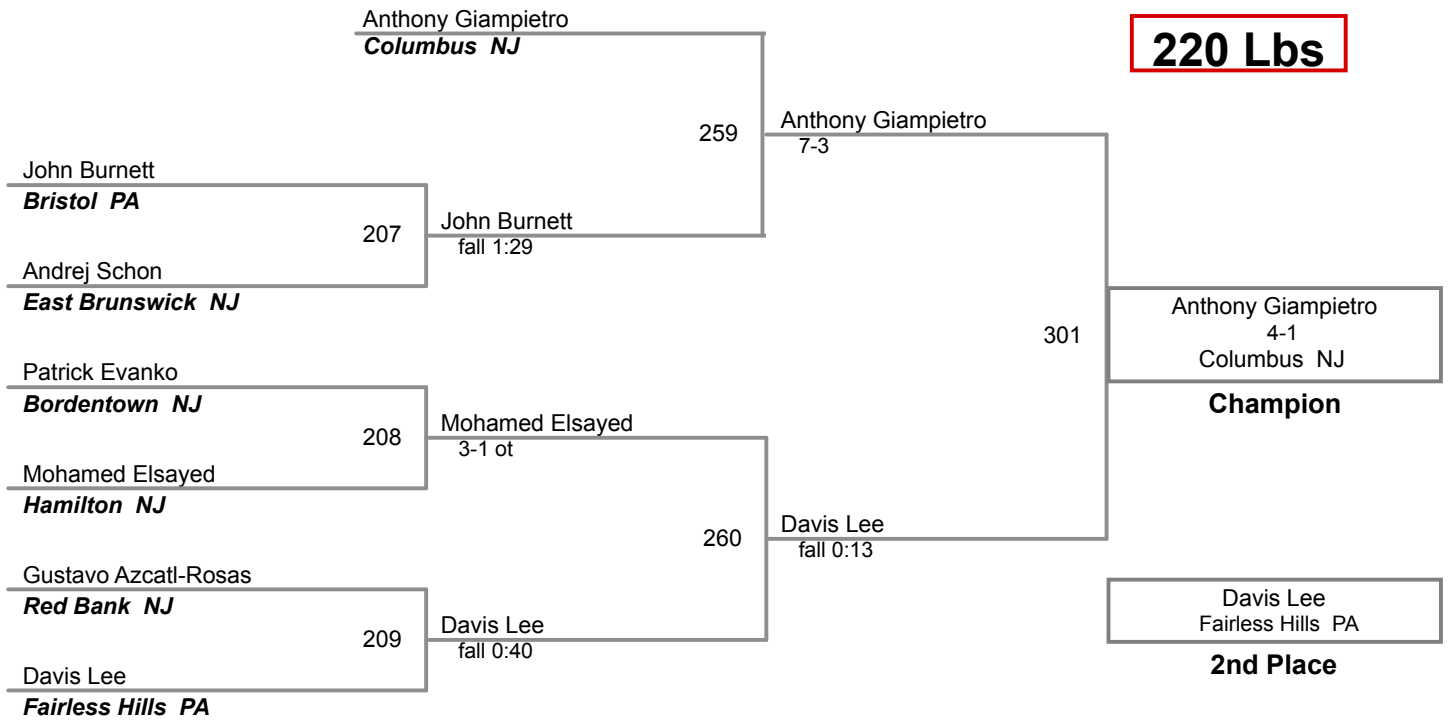 Anthony Giampietro
Columbus NJ
220 Lbs
259
Anthony Giampietro
7-3
John Burnett
Bristol PA
207
John Burnett
fall 1:29
Andrej Schon
East Brunswick NJ
301
Anthony Giampietro
4-1
Columbus NJ
Champion
Patrick Evanko
Bordentown NJ
208
Mohamed Elsayed
3-1 ot
Mohamed Elsayed
Hamilton NJ
260
Davis Lee
fall 0:13
Gustavo Azcatl-Rosas
Red Bank NJ
209
Davis Lee
fall 0:40
Davis Lee
Fairless Hills PA
Davis Lee
Fairless Hills PA
2nd Place